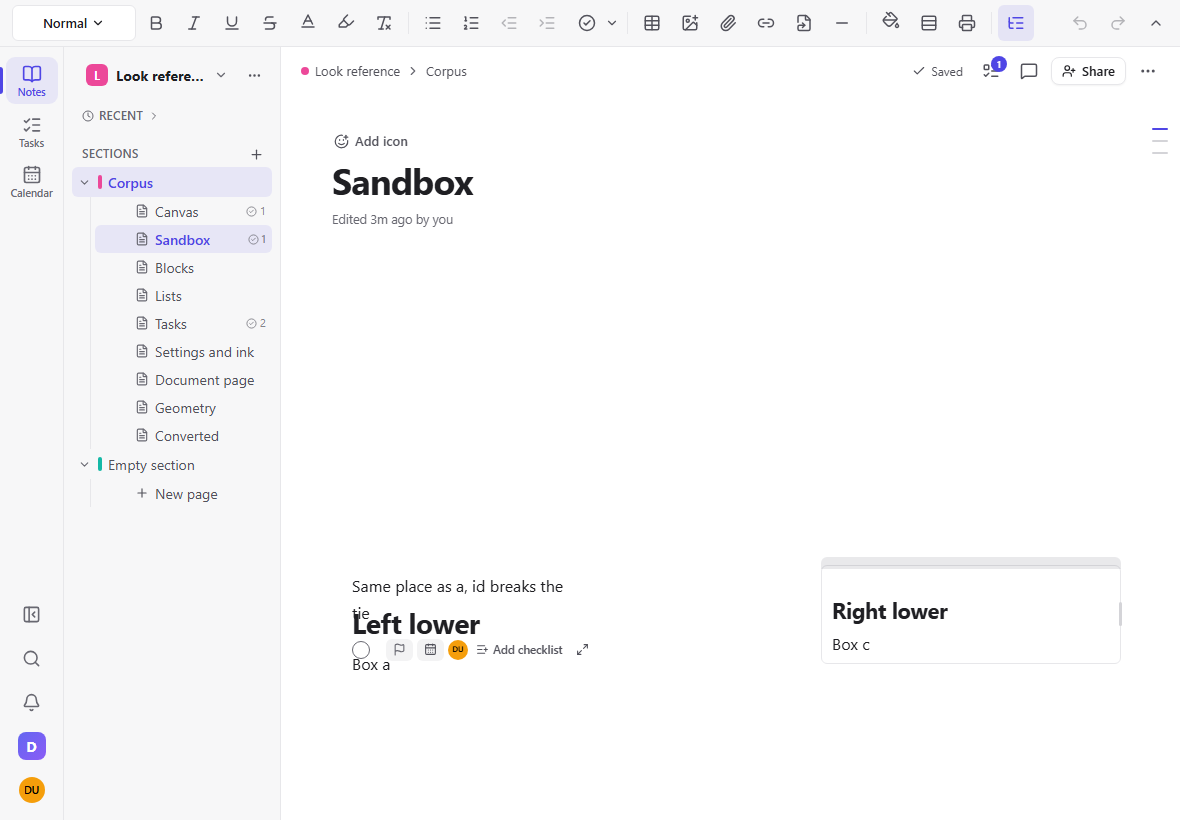 Normal
Notes
Tasks
Calendar
L Look refere...
RECENT
SECTIONS
Corpus
Canvas 1
Sandbox 1
Blocks
Lists
Tasks 2
Settings and ink
Document page
Geometry
Converted
Empty section
New page
D
DU
Look reference > Corpus
Saved
1
Share
Add icon
Sandbox
Edited 3m ago by you
Same place as a, id breaks the
tie
Left lower
DU Add checklist
Box a
Right lower
Box c